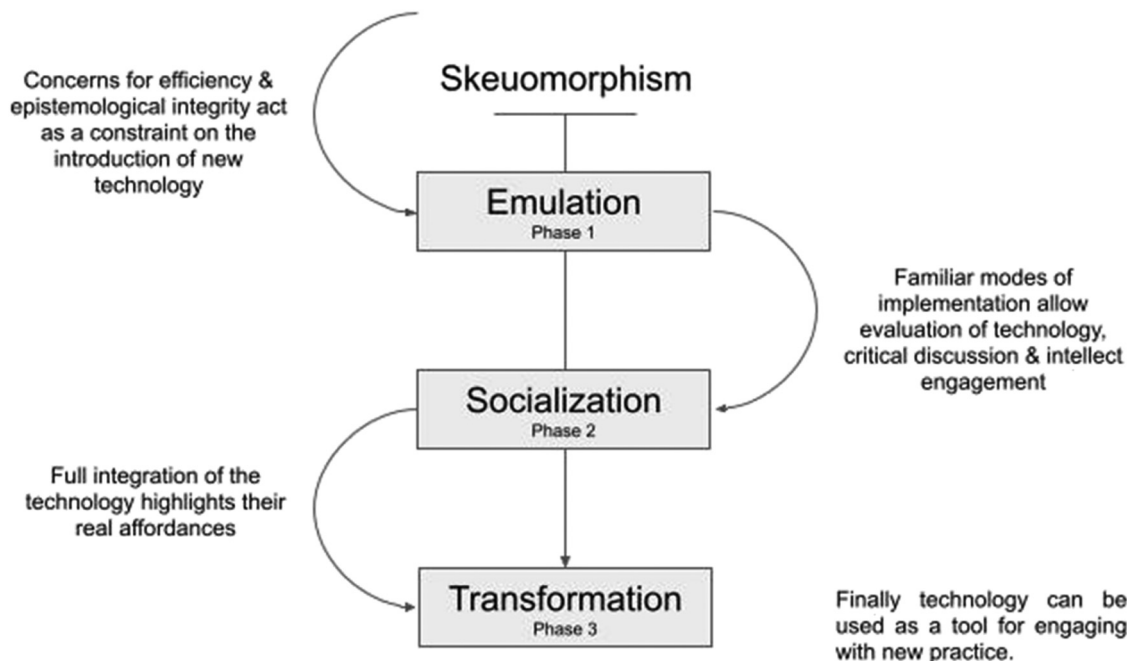 Skeuomorphism
Concerns for efficiency &
epistemological integrity act
as a constraint on the
introduction of new
technology
Emulation
Phase 1
Familiar modes of
implementation allow
evaluation of technology,
critical discussion & intellect
engagement
Socialization
Phase 2
Full integration of the
technology highlights their
real affordances
Transformation
Phase 3
Finally technology can be
used as a tool for engaging
with new practice.